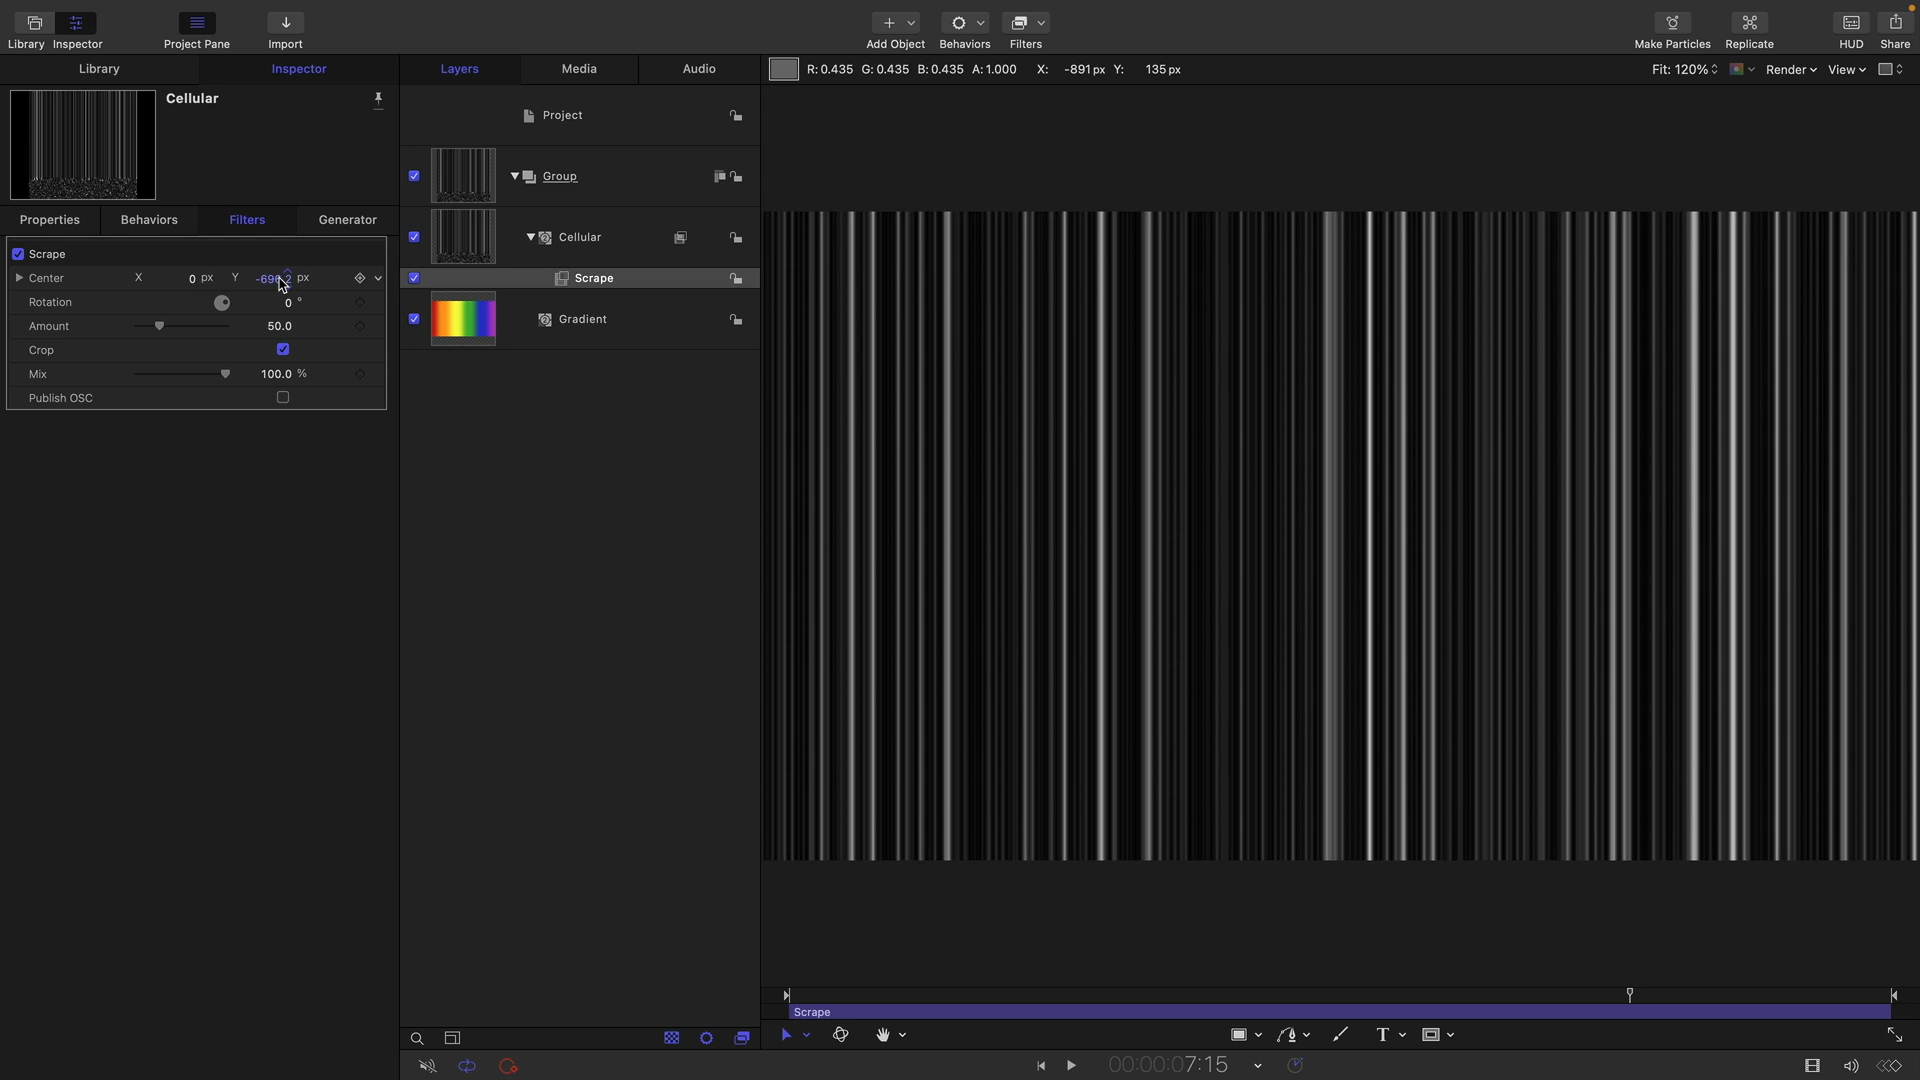 Library Inspector Project Pane Import Add Object Behaviors Filters Make Particles Replicate HUD Share
Library Inspector Layers Media Audio R:0.435 G:0.435 B:0.435 A:1.000 X: -891 px Y: 135 px Fit: 120% Render View
Cellular
Project
Group
Properties Behaviors Filters Generator
Cellular
Scrape
Center X 0 px Y px
Scrape
Rotation 0 °
Gradient
Amount 50.0
Crop
Mix 100.0 %
Publish OSC
Scrape
T
00:00:07:15